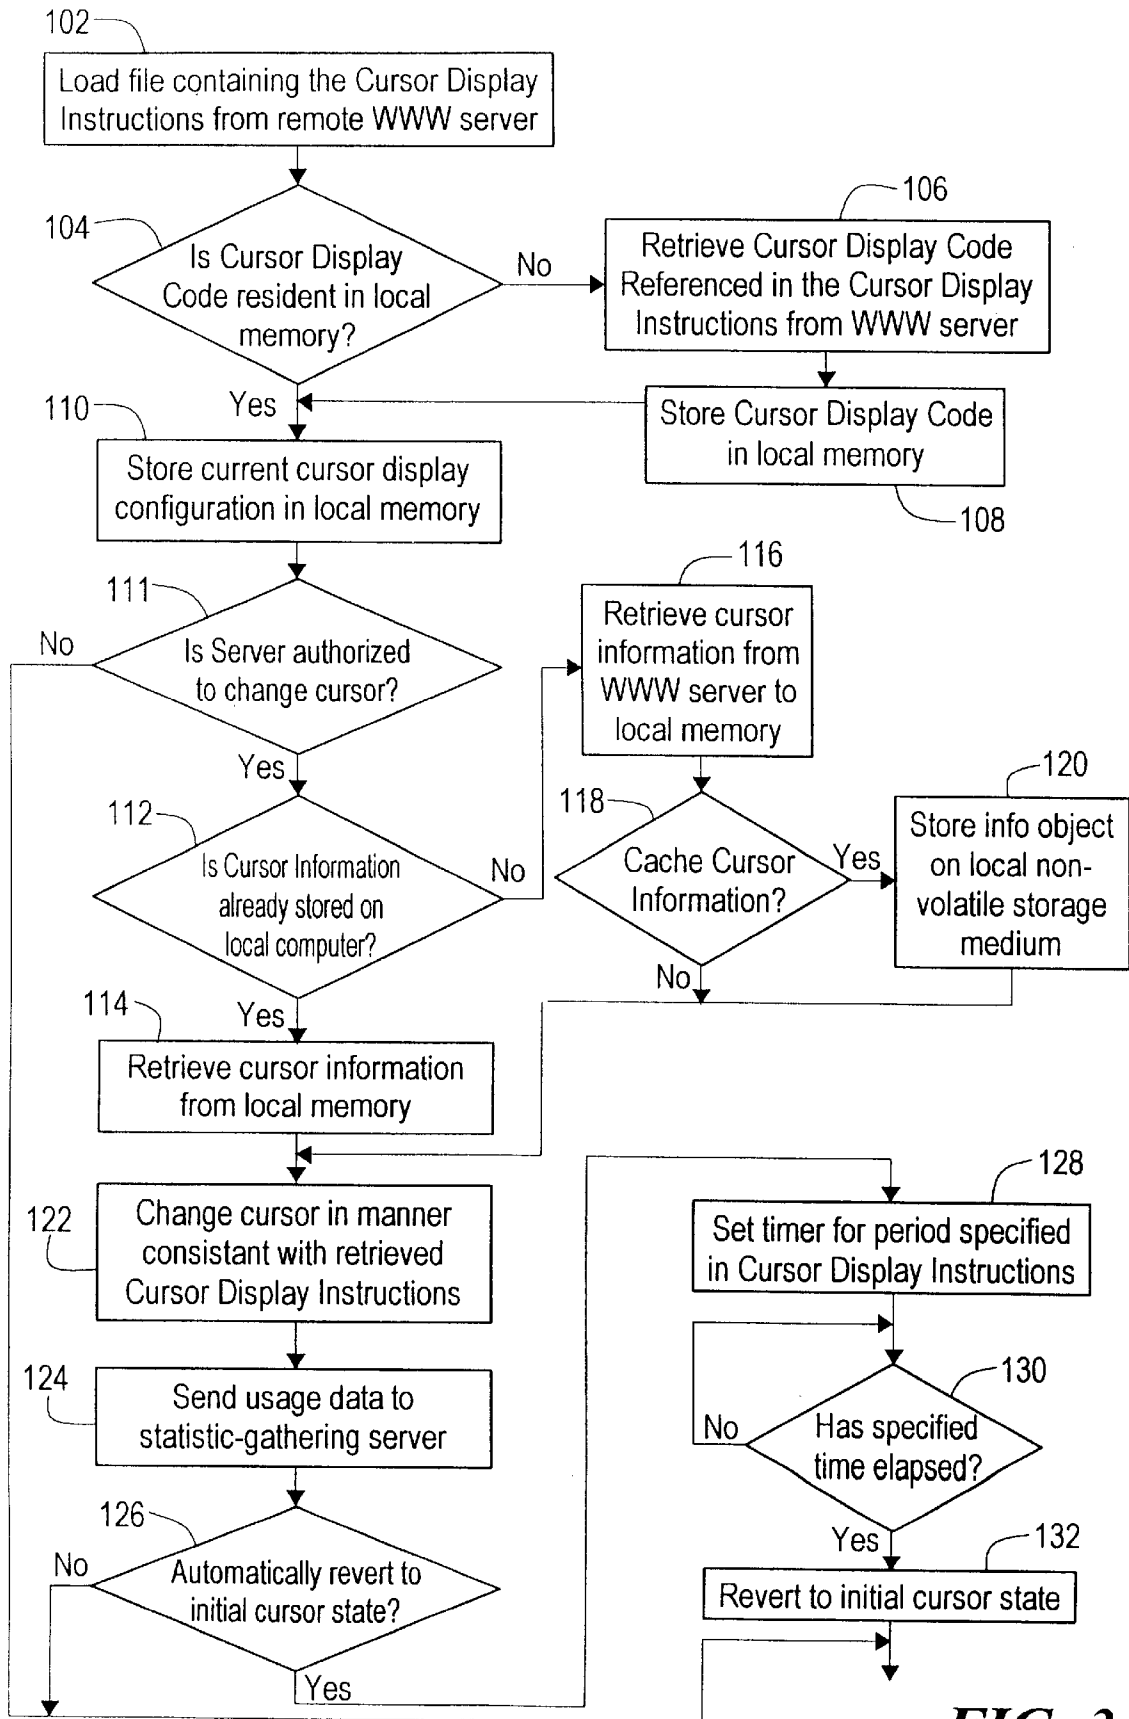 102
Load file containing the Cursor Display
Instructions from remote WWW server
104
Is Cursor Display
Code resident in local
memory?
No
106
Retrieve Cursor Display Code
Referenced in the Cursor Display
Instructions from WWW server
Yes
Store Cursor Display Code
in local memory
108
110
Store current cursor display
configuration in local memory
111
No
Is Server authorized
to change cursor?
Yes
116
Retrieve cursor
information from
WWW server to
local memory
112
Is Cursor Information
already stored on
local computer?
No
118
Cache Cursor
Information?
Yes
120
Store info object
on local non-
volatile storage
medium
No
Yes
114
Retrieve cursor information
from local memory
122
Change cursor in manner
consistant with retrieved
Cursor Display Instructions
128
Set timer for period specified
in Cursor Display Instructions
124
Send usage data to
statistic-gathering server
130
Has specified
time elapsed?
No
Yes
126
No
Automatically revert to
initial cursor state?
Yes
132
Revert to initial cursor state
FIG. 3